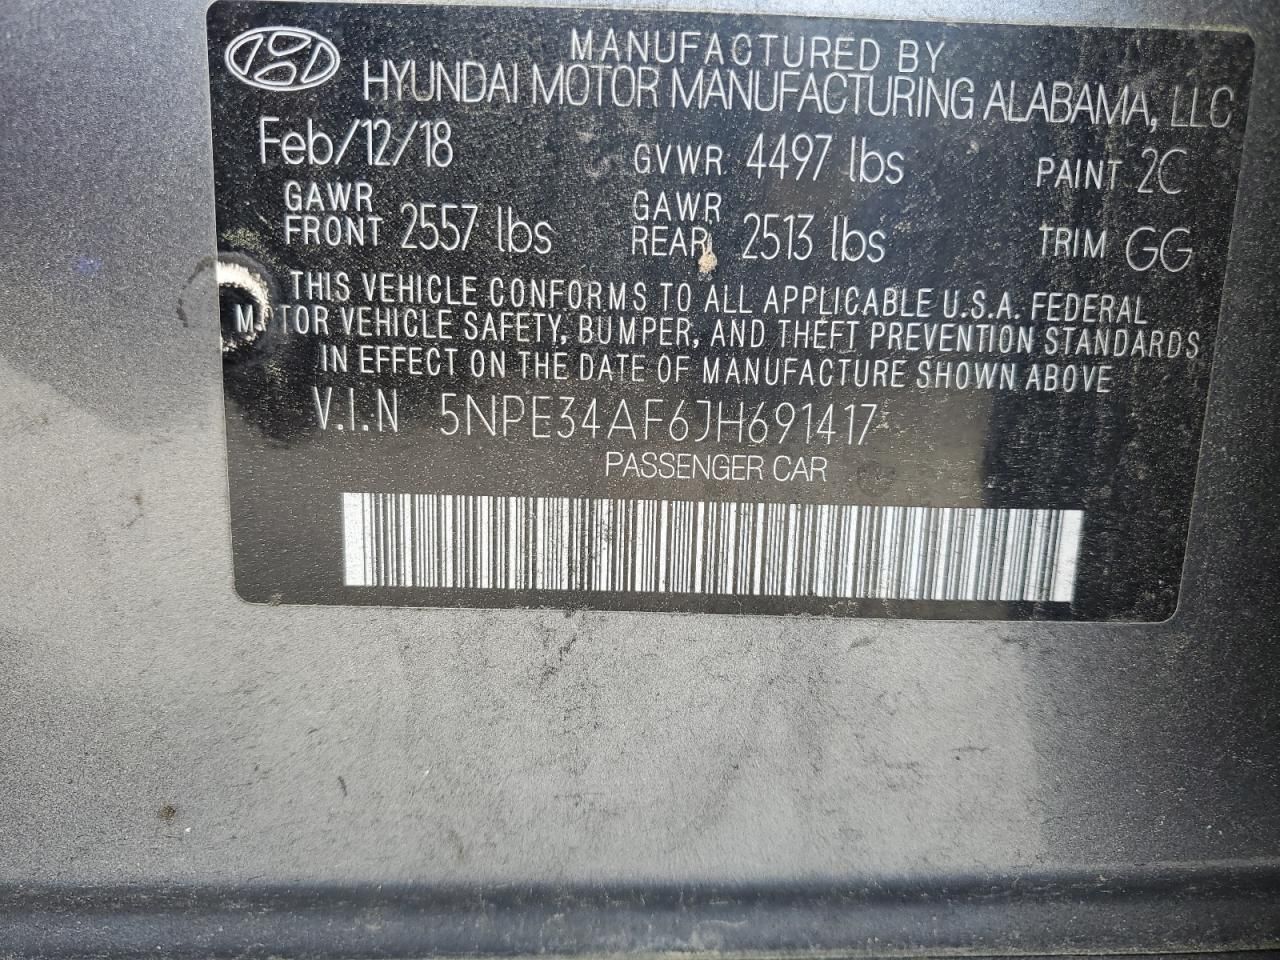 MANUFACTURED BY
HYUNDAI MOTOR MANUFACTURING ALABAMA, LLC
Feb/12/18 GVWR 4497 lbs PAINT 2C
GAWR FRONT 2557 lbs GAWR REAR 2513 lbs TRIM GG
THIS VEHICLE CONFORMS TO ALL APPLICABLE U.S.A. FEDERAL
MOTOR VEHICLE SAFETY, BUMPER, AND THEFT PREVENTION STANDARDS
IN EFFECT ON THE DATE OF MANUFACTURE SHOWN ABOVE
V.I.N 5NPE34AF6JH691417
PASSENGER CAR